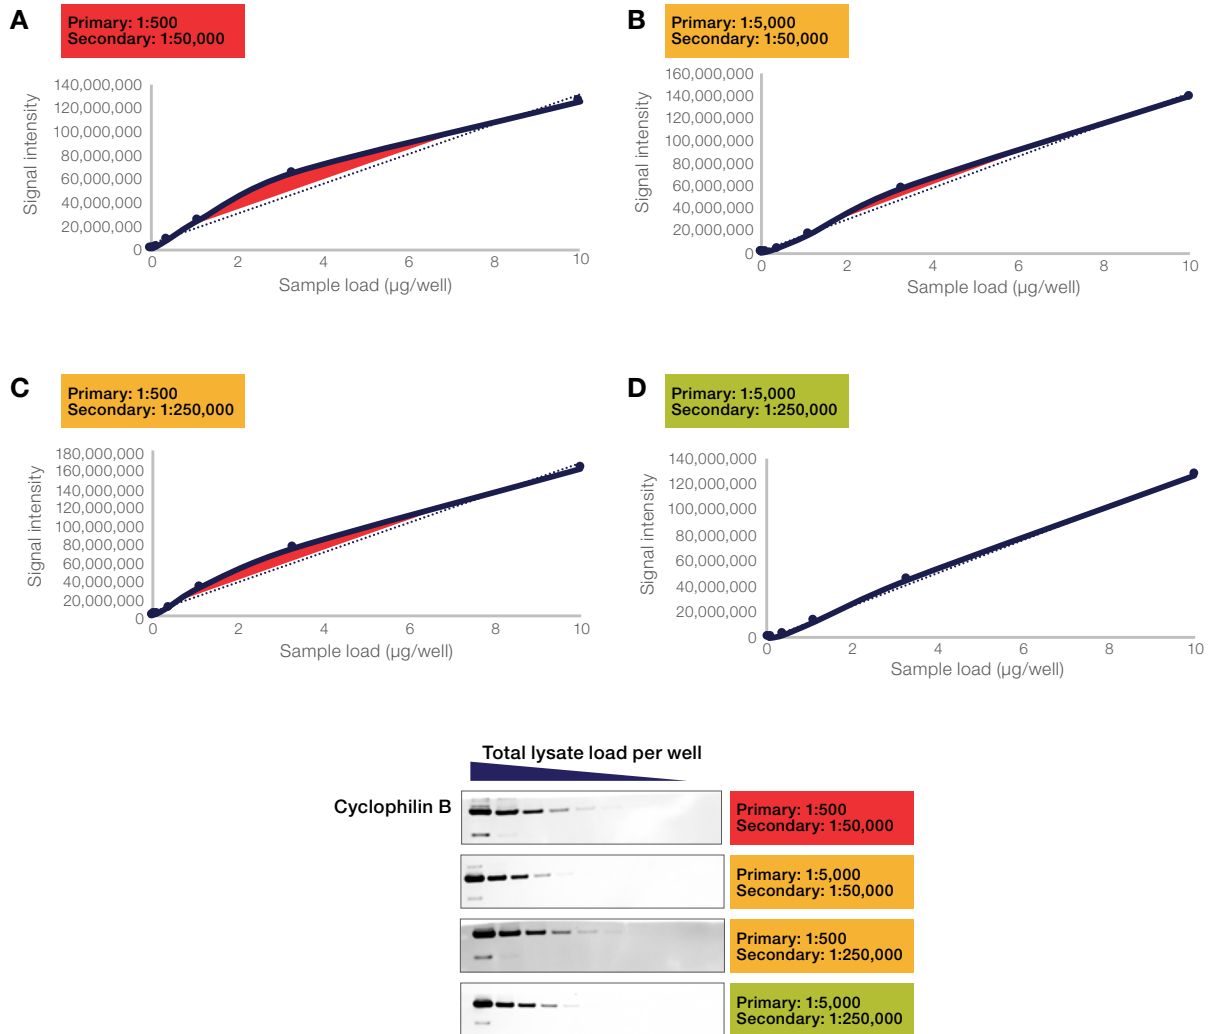 A
Primary: 1:500
Secondary: 1:50,000
Signal intensity
140,000,000
120,000,000
100,000,000
80,000,000
60,000,000
40,000,000
20,000,000
0
0 2 4 6 8 10
Sample load (µg/well)
B
Primary: 1:5,000
Secondary: 1:50,000
Signal intensity
160,000,000
140,000,000
120,000,000
100,000,000
80,000,000
60,000,000
40,000,000
20,000,000
0
0 2 4 6 8 10
Sample load (µg/well)
C
Primary: 1:500
Secondary: 1:250,000
Signal intensity
180,000,000
160,000,000
140,000,000
120,000,000
100,000,000
80,000,000
60,000,000
40,000,000
20,000,000
0
0 2 4 6 8 10
Sample load (µg/well)
D
Primary: 1:5,000
Secondary: 1:250,000
Signal intensity
140,000,000
120,000,000
100,000,000
80,000,000
60,000,000
40,000,000
20,000,000
0
0 2 4 6 8 10
Sample load (µg/well)
Total lysate load per well
Cyclophilin B
Primary: 1:500
Secondary: 1:50,000
Primary: 1:5,000
Secondary: 1:50,000
Primary: 1:500
Secondary: 1:250,000
Primary: 1:5,000
Secondary: 1:250,000